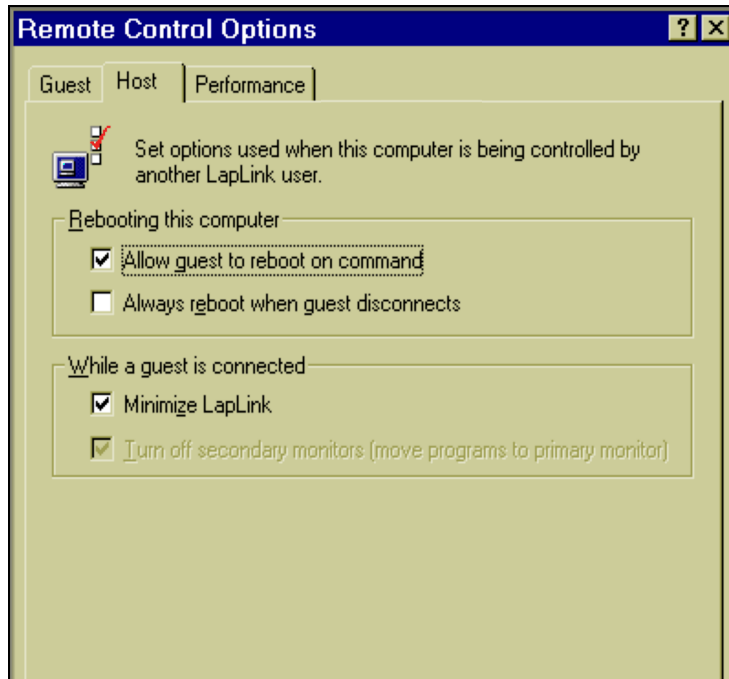 Remote Control Options
Guest Host Performance
Set options used when this computer is being controlled by
another LapLink user.
Rebooting this computer
Allow guest to reboot on command
Always reboot when guest disconnects
While a guest is connected
Minimize LapLink
Turn off secondary monitors (move programs to primary monitor)